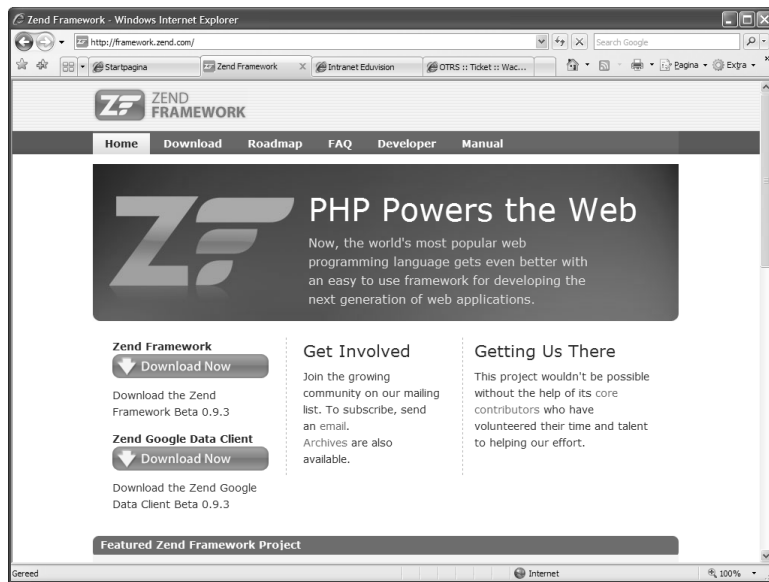 Zend Framework - Windows Internet Explorer
http://framework.zend.com/
Search Google
Startpagina
Zend Framework
Intranet Eduvision
OTRS :: Ticket :: Wac...
Pagina
Extra
ZEND
FRAMEWORK
Home Download Roadmap FAQ Developer Manual
PHP Powers the Web
Now, the world's most popular web
programming language gets even better with
an easy to use framework for developing the
next generation of web applications.
Zend Framework
Download Now
Download the Zend
Framework Beta 0.9.3
Zend Google Data Client
Download Now
Download the Zend Google
Data Client Beta 0.9.3
Get Involved
Join the growing
community on our mailing
list. To subscribe, send
an email.
Archives are also
available.
Getting Us There
This project wouldn't be possible
without the help of its core
contributors who have
volunteered their time and talent
to helping our effort.
Featured Zend Framework Project
Gereed
Internet
100%